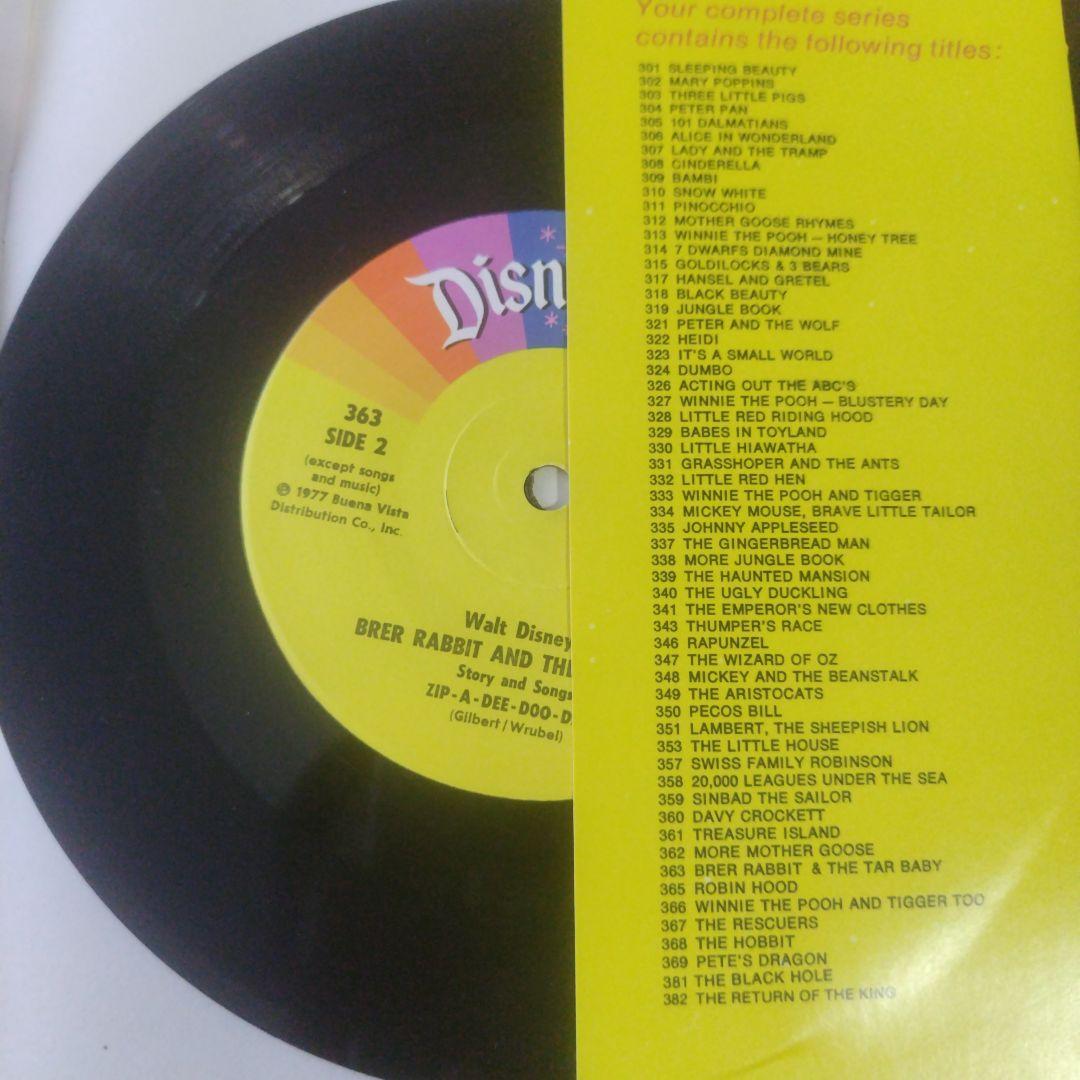 Disn
363
SIDE 2
(except songs
and music)
℗ 1977 Buena Vista
Distribution Co., Inc.
Walt Disney
BRER RABBIT AND THE
Story and Songs
ZIP-A-DEE-DOO-D
(Gilbert/Wrubel)
Your complete series
contains the following titles:
301 SLEEPING BEAUTY
302 MARY POPPINS
303 THREE LITTLE PIGS
304 PETER PAN
305 101 DALMATIANS
306 ALICE IN WONDERLAND
307 LADY AND THE TRAMP
308 CINDERELLA
309 BAMBI
310 SNOW WHITE
311 PINOCCHIO
312 MOTHER GOOSE RHYMES
313 WINNIE THE POOH — HONEY TREE
314 7 DWARFS DIAMOND MINE
315 GOLDILOCKS & 3 BEARS
317 HANSEL AND GRETEL
318 BLACK BEAUTY
319 JUNGLE BOOK
321 PETER AND THE WOLF
322 HEIDI
323 IT'S A SMALL WORLD
324 DUMBO
326 ACTING OUT THE ABC'S
327 WINNIE THE POOH — BLUSTERY DAY
328 LITTLE RED RIDING HOOD
329 BABES IN TOYLAND
330 LITTLE HIAWATHA
331 GRASSHOPER AND THE ANTS
332 LITTLE RED HEN
333 WINNIE THE POOH AND TIGGER
334 MICKEY MOUSE, BRAVE LITTLE TAILOR
335 JOHNNY APPLESEED
337 THE GINGERBREAD MAN
338 MORE JUNGLE BOOK
339 THE HAUNTED MANSION
340 THE UGLY DUCKLING
341 THE EMPEROR'S NEW CLOTHES
343 THUMPER'S RACE
346 RAPUNZEL
347 THE WIZARD OF OZ
348 MICKEY AND THE BEANSTALK
349 THE ARISTOCATS
350 PECOS BILL
351 LAMBERT, THE SHEEPISH LION
353 THE LITTLE HOUSE
357 SWISS FAMILY ROBINSON
358 20,000 LEAGUES UNDER THE SEA
359 SINBAD THE SAILOR
360 DAVY CROCKETT
361 TREASURE ISLAND
362 MORE MOTHER GOOSE
363 BRER RABBIT & THE TAR BABY
365 ROBIN HOOD
366 WINNIE THE POOH AND TIGGER TOO
367 THE RESCUERS
368 THE HOBBIT
369 PETE'S DRAGON
381 THE BLACK HOLE
382 THE RETURN OF THE KING